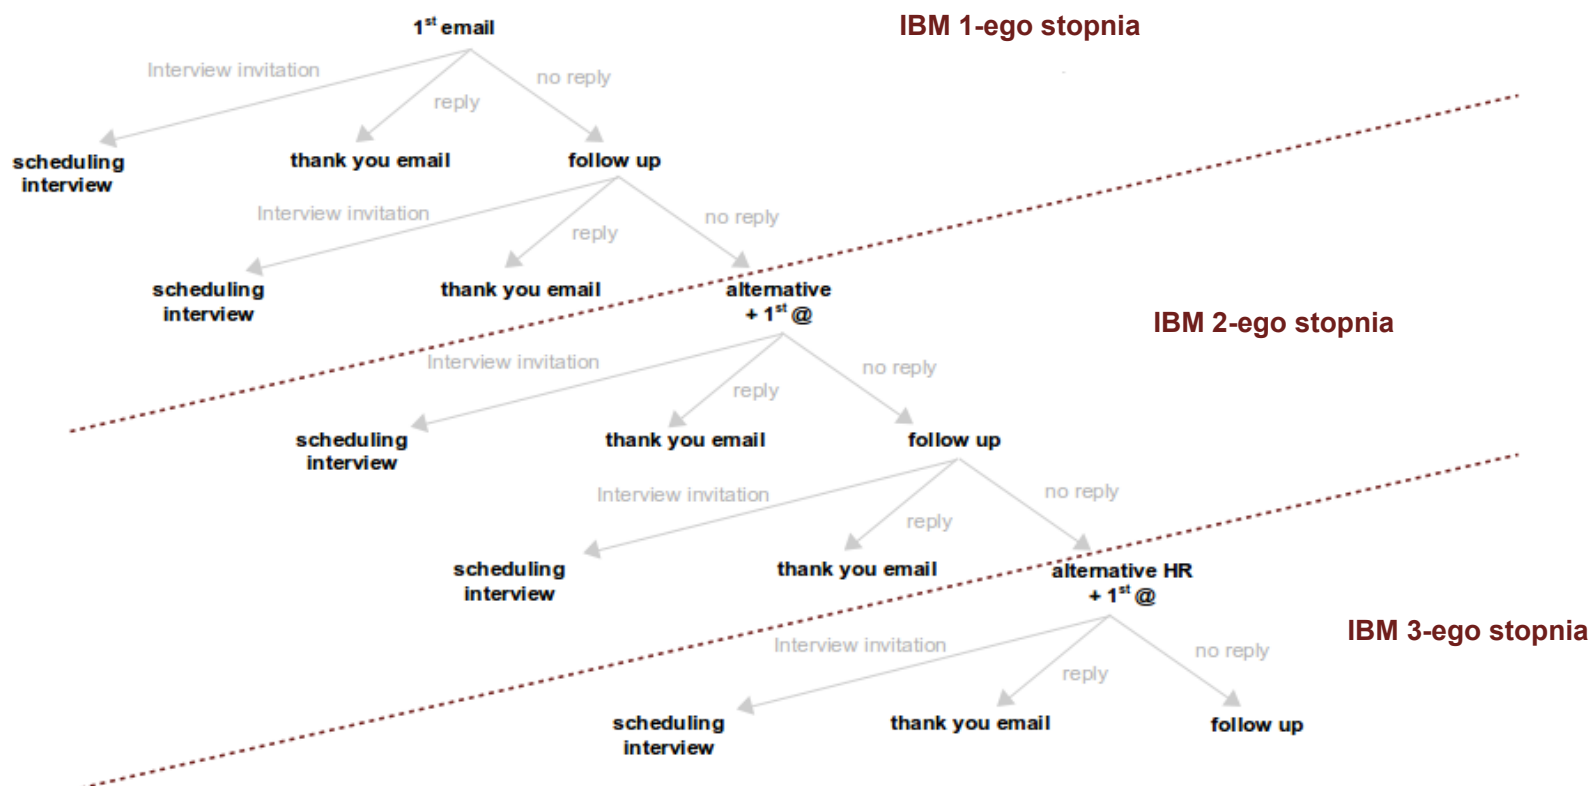 1st email
IBM 1-ego stopnia
Interview invitation
no reply
reply
scheduling
interview
thank you email
follow up
Interview invitation
no reply
reply
scheduling
interview
thank you email
alternative
+ 1st @
IBM 2-ego stopnia
Interview invitation
no reply
reply
scheduling
interview
thank you email
follow up
Interview invitation
no reply
reply
scheduling
interview
thank you email
alternative HR
+ 1st @
IBM 3-ego stopnia
Interview invitation
no reply
reply
scheduling
interview
thank you email
follow up